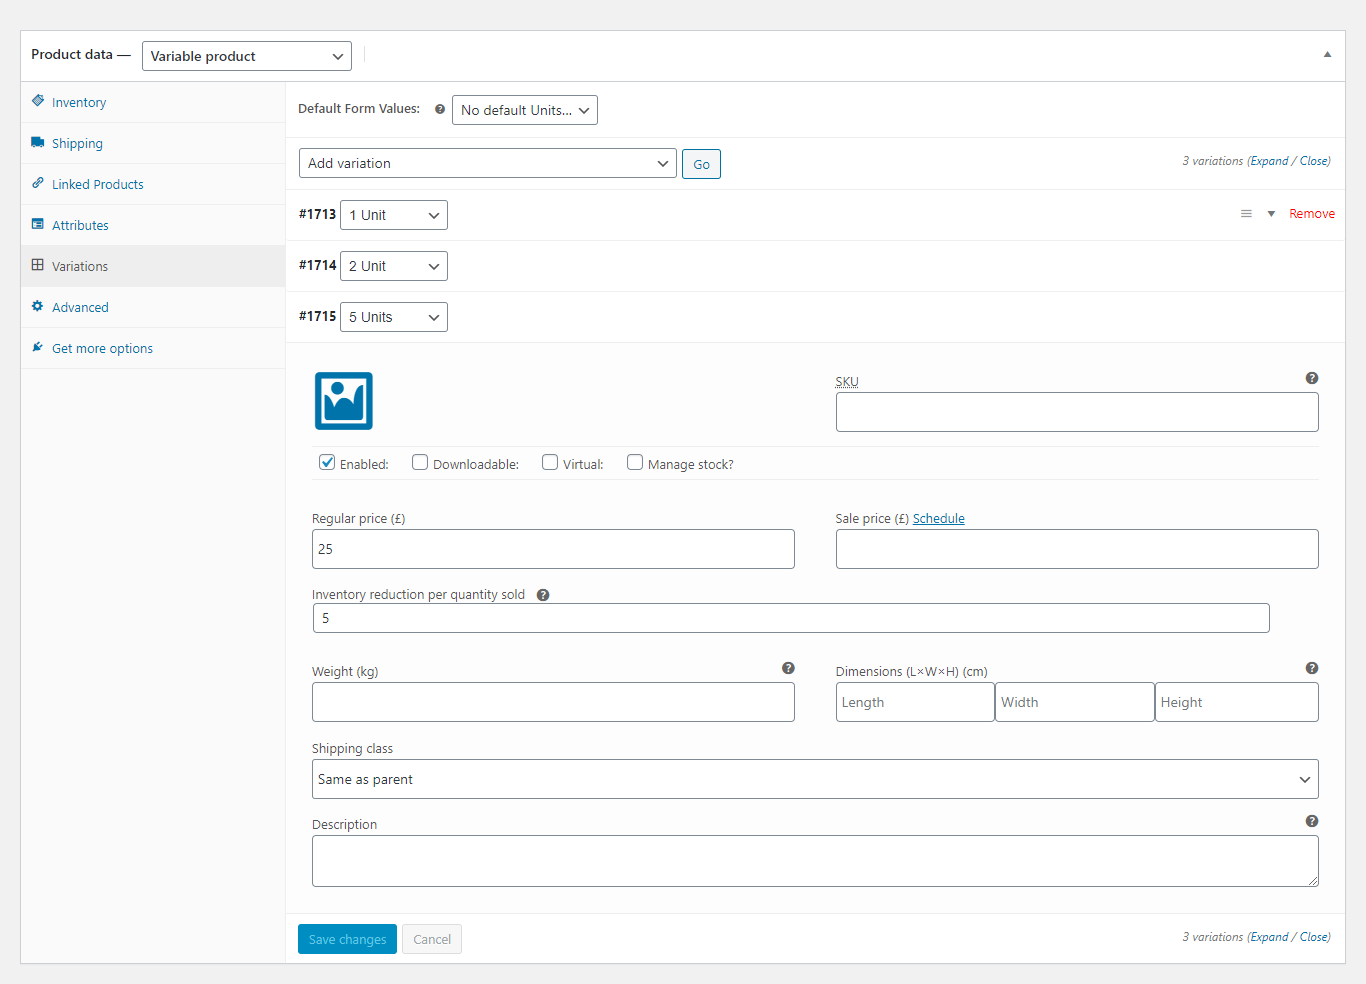 Product data — Variable product
Inventory
Shipping
Linked Products
Attributes
Variations
Advanced
Get more options
Default Form Values: No default Units...
Add variation Go 3 variations (Expand / Close)
#1713 1 Unit Remove
#1714 2 Unit
#1715 5 Units
SKU
Enabled: Downloadable: Virtual: Manage stock?
Regular price (£) Sale price (£) Schedule
25
Inventory reduction per quantity sold
5
Weight (kg) Dimensions (L×W×H) (cm)
Length Width Height
Shipping class
Same as parent
Description
Save changes Cancel 3 variations (Expand / Close)